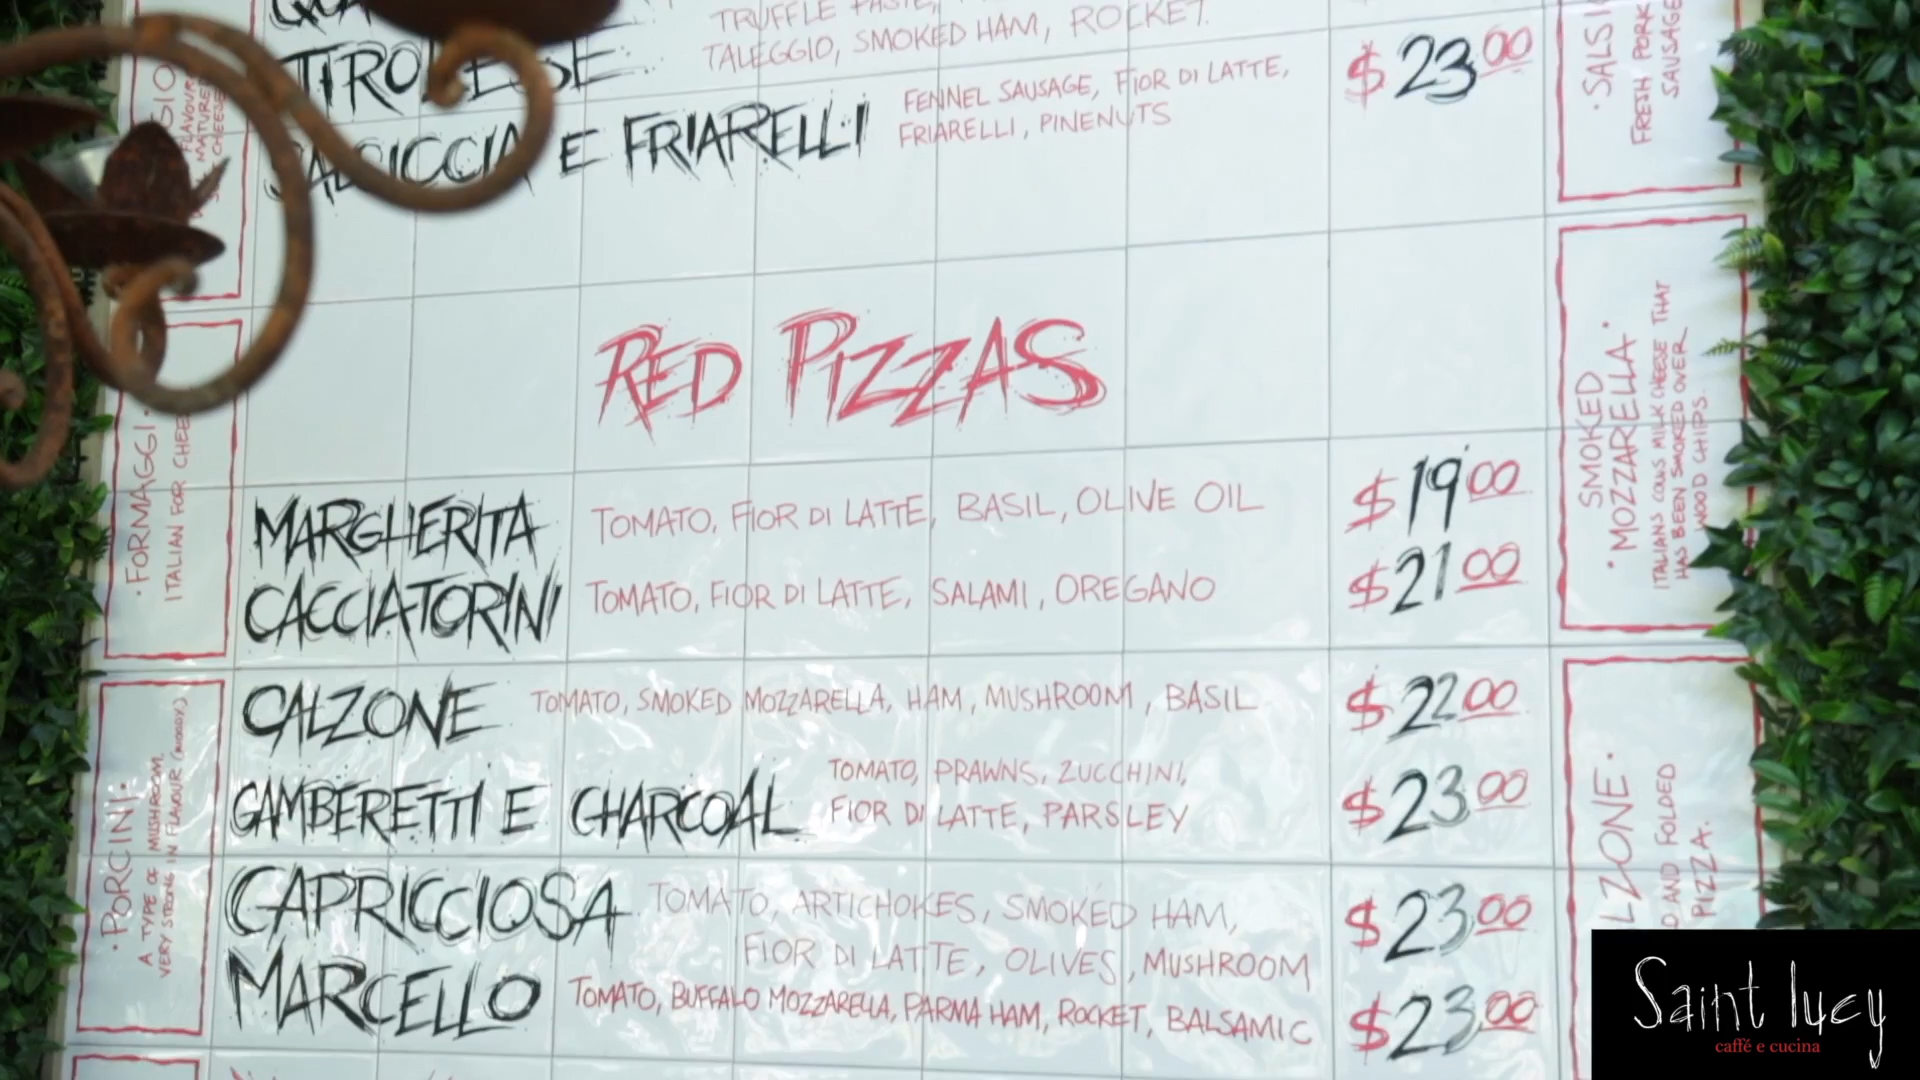 TRUFFLE PASTE,
TIROLESE TALEGGIO, SMOKED HAM, ROCKET. $23.00
SALSICCIA E FRIARELLI FENNEL SAUSAGE, FIOR DI LATTE,
FRIARELLI, PINENUTS
RED PIZZAS
MARGHERITA TOMATO, FIOR DI LATTE, BASIL, OLIVE OIL $19.00
CACCIATORINI TOMATO, FIOR DI LATTE, SALAMI, OREGANO $21.00
CALZONE TOMATO, SMOKED MOZZARELLA, HAM, MUSHROOM, BASIL $22.00
GAMBERETTI E CHARCOAL TOMATO, PRAWNS, ZUCCHINI,
FIOR DI LATTE, PARSLEY $23.00
CAPRICCIOSA TOMATO, ARTICHOKES, SMOKED HAM, $23.00
FIOR DI LATTE, OLIVES, MUSHROOM
MARCELLO TOMATO, BUFFALO MOZZARELLA, PARMA HAM, ROCKET, BALSAMIC $23.00
FLAVOUR
MATURE
CHEESE
·FORMAGGI·
ITALIAN FOR
·PORCINI·
A TYPE OF MUSHROOM.
VERY STRONG IN FLAVOUR (WOODY)
FRESH PORK
SAUSAGE
·SMOKED
MOZZARELLA·
ITALIANS COWS MILK CHEESE THAT
HAS BEEN SMOKED OVER
WOOD CHIPS.
AND FOLDED
PIZZA.
Saint lucy
caffé e cucina